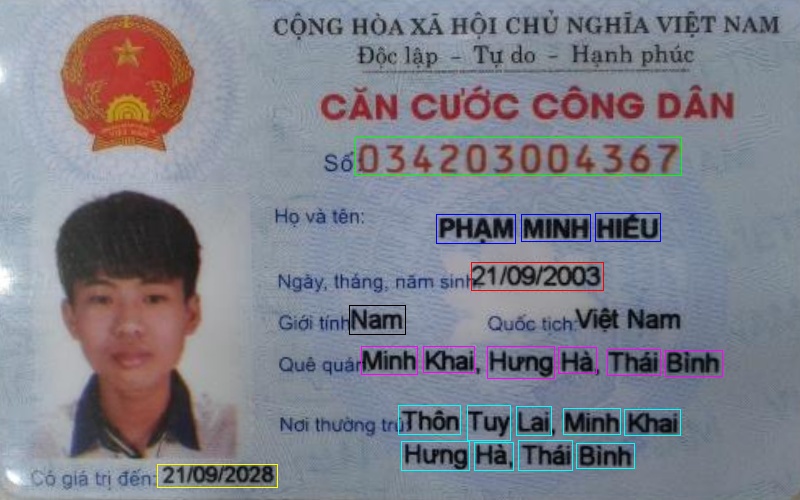 CỘNG HÒA XÃ HỘI CHỦ NGHĨA VIỆT NAM
Độc lập - Tự do - Hạnh phúc
CĂN CƯỚC CÔNG DÂN
Số 034203004367
Họ và tên: PHẠM MINH HIẾU
Ngày, tháng, năm sinh: 21/09/2003
Giới tính: Nam Quốc tịch: Việt Nam
Quê quán: Minh Khai, Hưng Hà, Thái Bình
Nơi thường trú: Thôn Tuy Lai, Minh Khai
Hưng Hà, Thái Bình
Có giá trị đến: 21/09/2028
VIỆT NAM